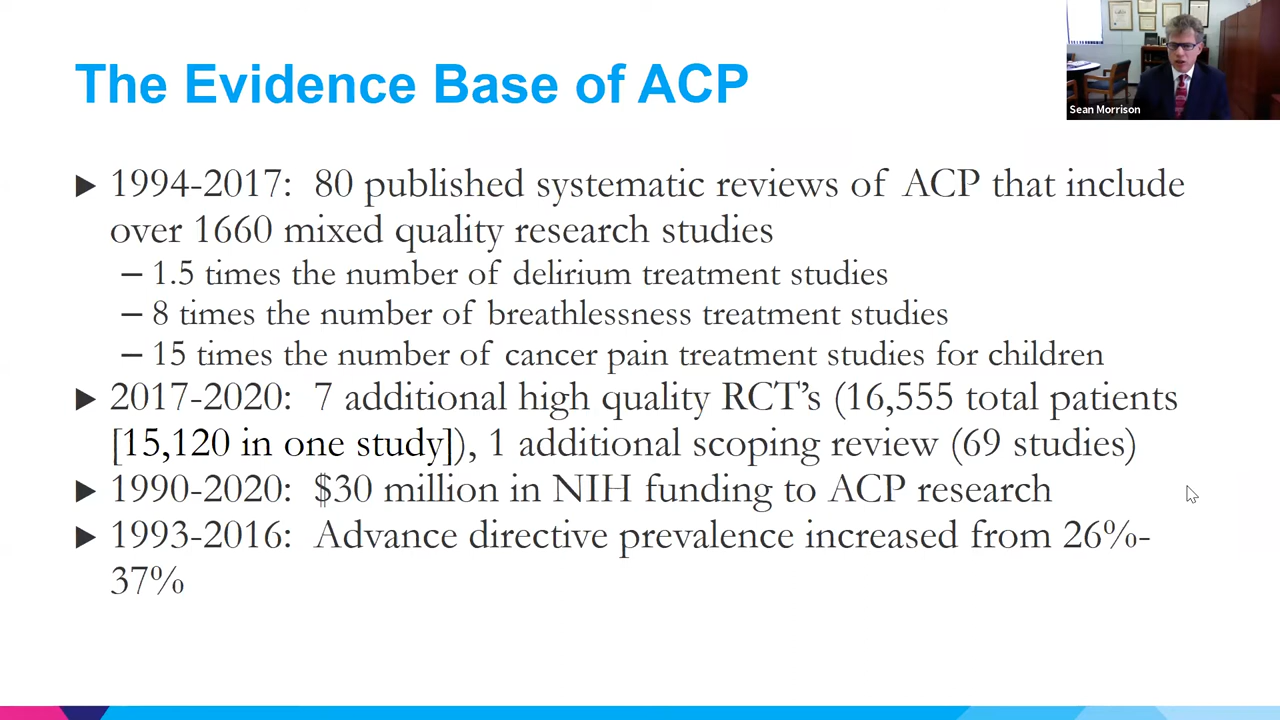 The Evidence Base of ACP
Sean Morrison
▶ 1994-2017: 80 published systematic reviews of ACP that include
over 1660 mixed quality research studies
– 1.5 times the number of delirium treatment studies
– 8 times the number of breathlessness treatment studies
– 15 times the number of cancer pain treatment studies for children
▶ 2017-2020: 7 additional high quality RCT’s (16,555 total patients
[15,120 in one study]), 1 additional scoping review (69 studies)
▶ 1990-2020: $30 million in NIH funding to ACP research
▶ 1993-2016: Advance directive prevalence increased from 26%-
37%